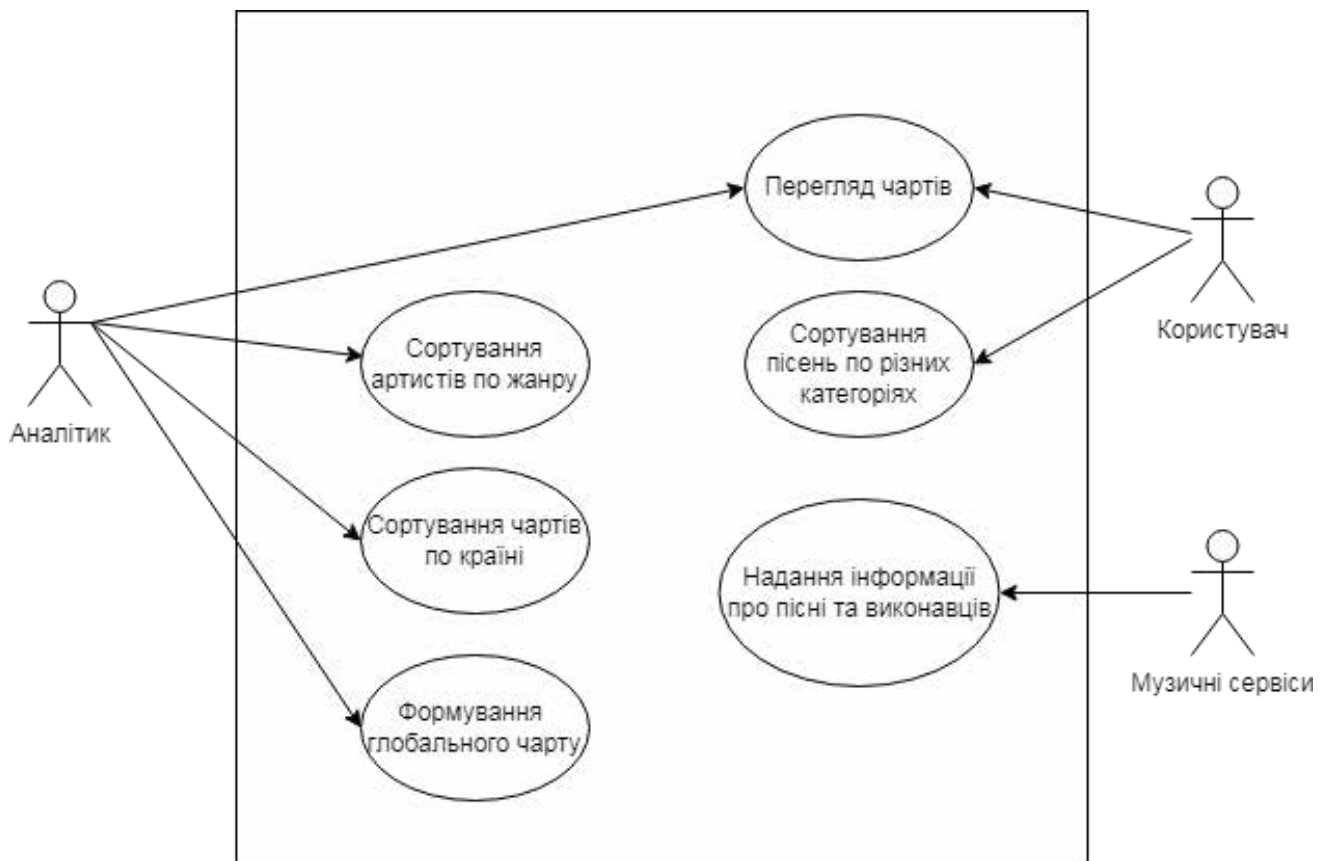 Перегляд чартів
Користувач
Сортування
артистів по жанру
Сортування
пісень по різних
категоріях
Аналітик
Сортування чартів
по країні
Надання інформації
про пісні та виконавців
Музичні сервіси
Формування
глобального чарту